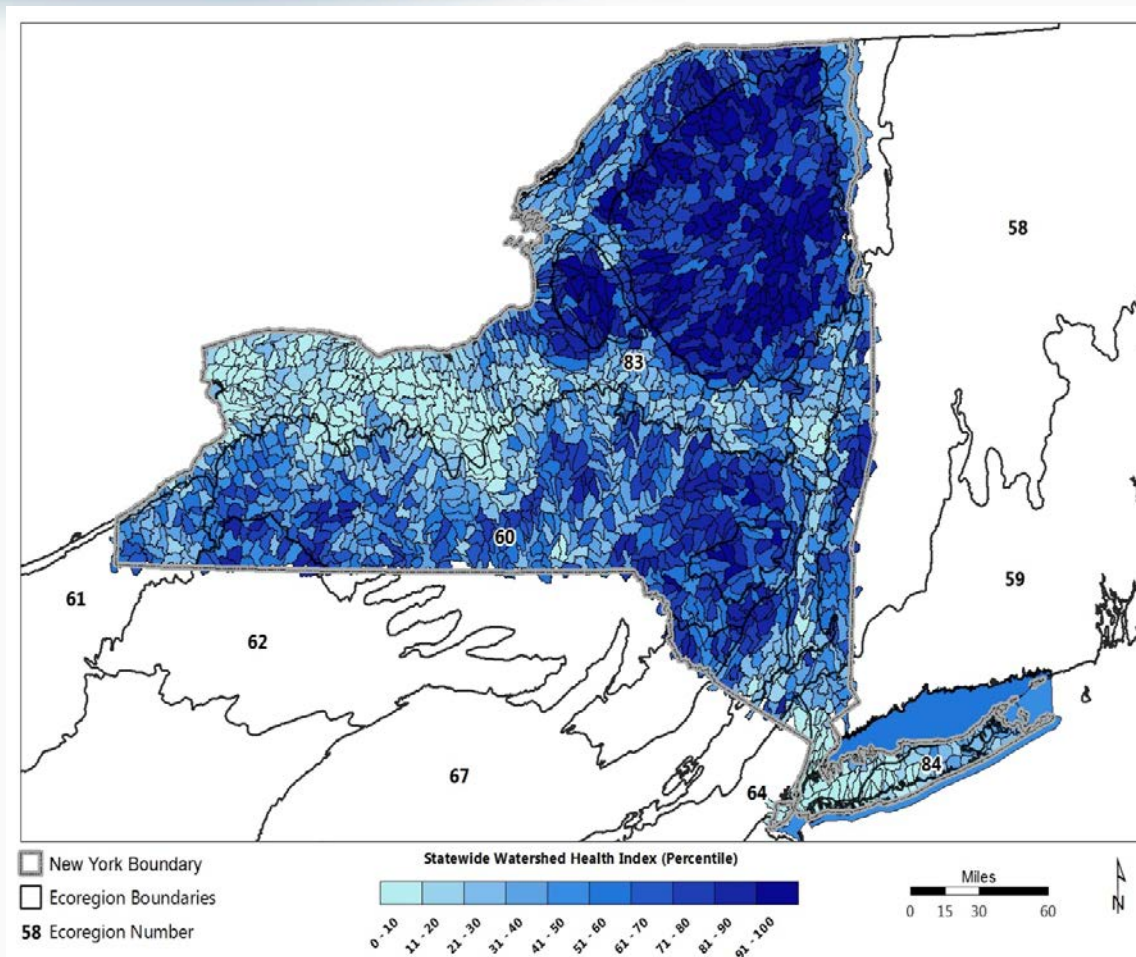 58
83
60
61
59
62
67
84
64
New York Boundary
Ecoregion Boundaries
58 Ecoregion Number
Statewide Watershed Health Index (Percentile)
0 - 10
11 - 20
21 - 30
31 - 40
41 - 50
51 - 60
61 - 70
71 - 80
81 - 90
91 - 100
Miles
0 15 30 60
N